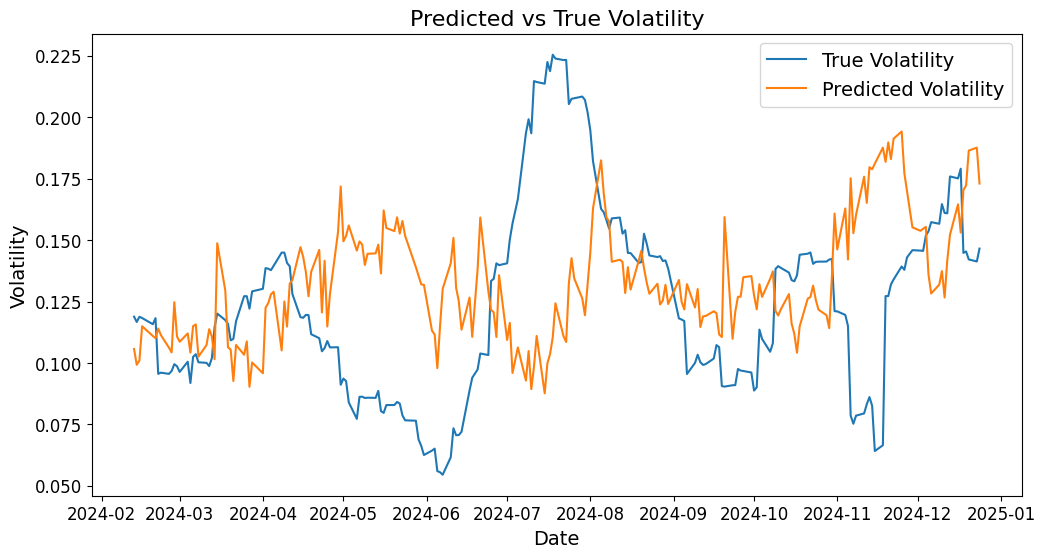 Predicted vs True Volatility
True Volatility
Predicted Volatility
Volatility
0.225
0.200
0.175
0.150
0.125
0.100
0.075
0.050
2024-02 2024-03 2024-04 2024-05 2024-06 2024-07 2024-08 2024-09 2024-10 2024-11 2024-12 2025-01
Date